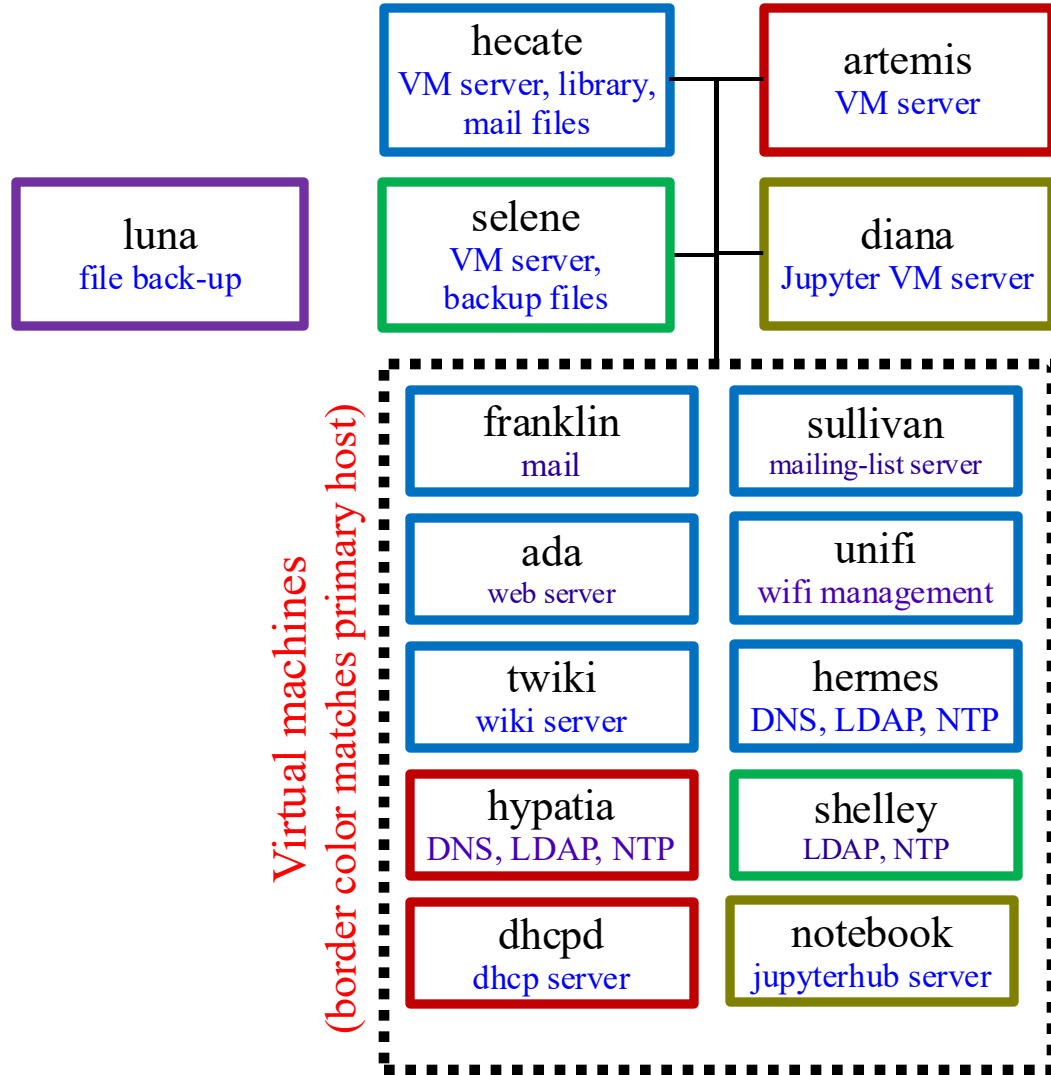 hecate
VM server, library,
mail files
artemis
VM server
luna
file back-up
selene
VM server,
backup files
diana
Jupyter VM server
Virtual machines
(border color matches primary host)
franklin
mail
sullivan
mailing-list server
ada
web server
unifi
wifi management
twiki
wiki server
hermes
DNS, LDAP, NTP
hypatia
DNS, LDAP, NTP
shelley
LDAP, NTP
dhcpd
dhcp server
notebook
jupyterhub server